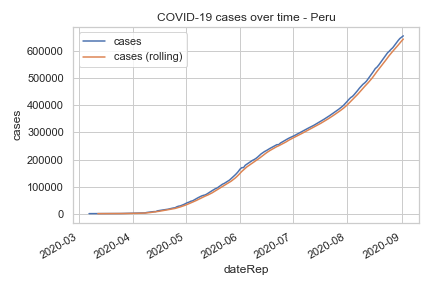 COVID-19 cases over time - Peru
cases
cases (rolling)
600000
500000
400000
300000
200000
100000
0
cases
2020-03
2020-04
2020-05
2020-06
2020-07
2020-08
2020-09
dateRep